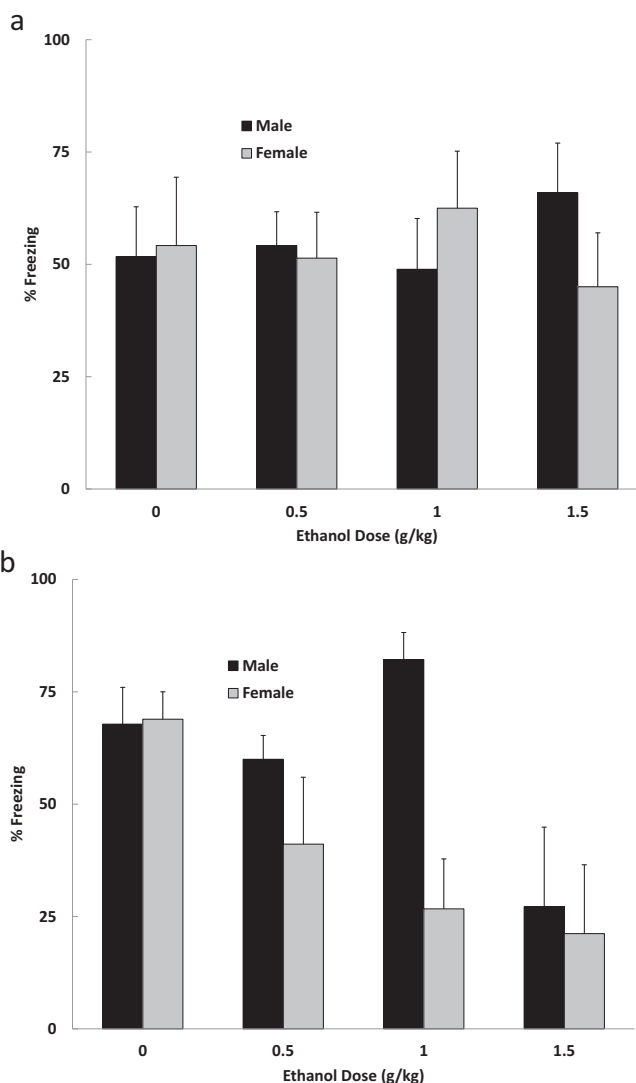 a
100
Male
Female
75
50
25
0
% Freezing
0 0.5 1 1.5
Ethanol Dose (g/kg)
b
100
Male
Female
75
50
25
0
% Freezing
0 0.5 1 1.5
Ethanol Dose (g/kg)